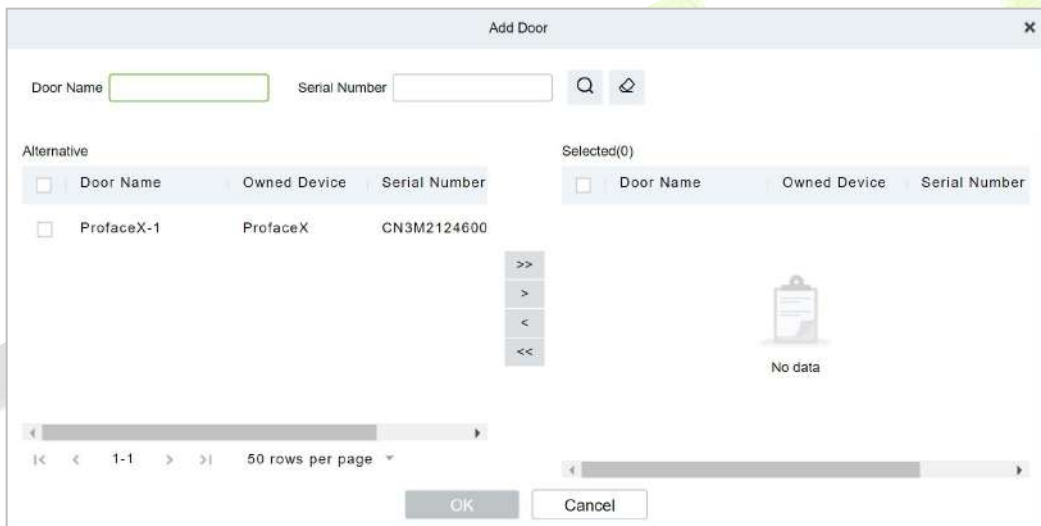 Add Door
Door Name Serial Number
Alternative
Door Name Owned Device Serial Number
ProfaceX-1 ProfaceX CN3M2124600
>>
>
<
<<
Selected(0)
Door Name Owned Device Serial Number
No data
1-1 50 rows per page
OK Cancel